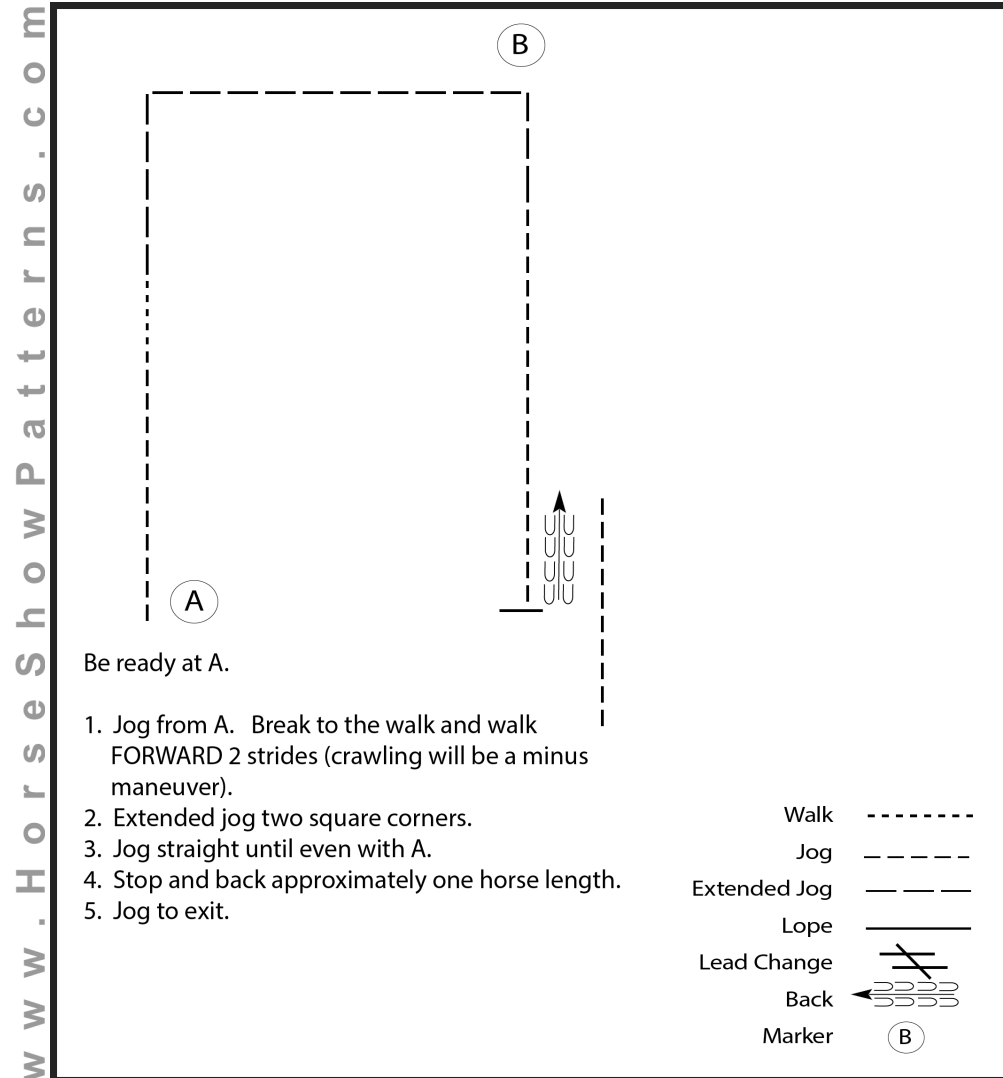 www.HorseShowPatterns.com
B
A
Be ready at A.
1. Jog from A. Break to the walk and walk
FORWARD 2 strides (crawling will be a minus
maneuver).
2. Extended jog two square corners.
3. Jog straight until even with A.
4. Stop and back approximately one horse length.
5. Jog to exit.
Walk
Jog
Extended Jog
Lope
Lead Change
Back
Marker B